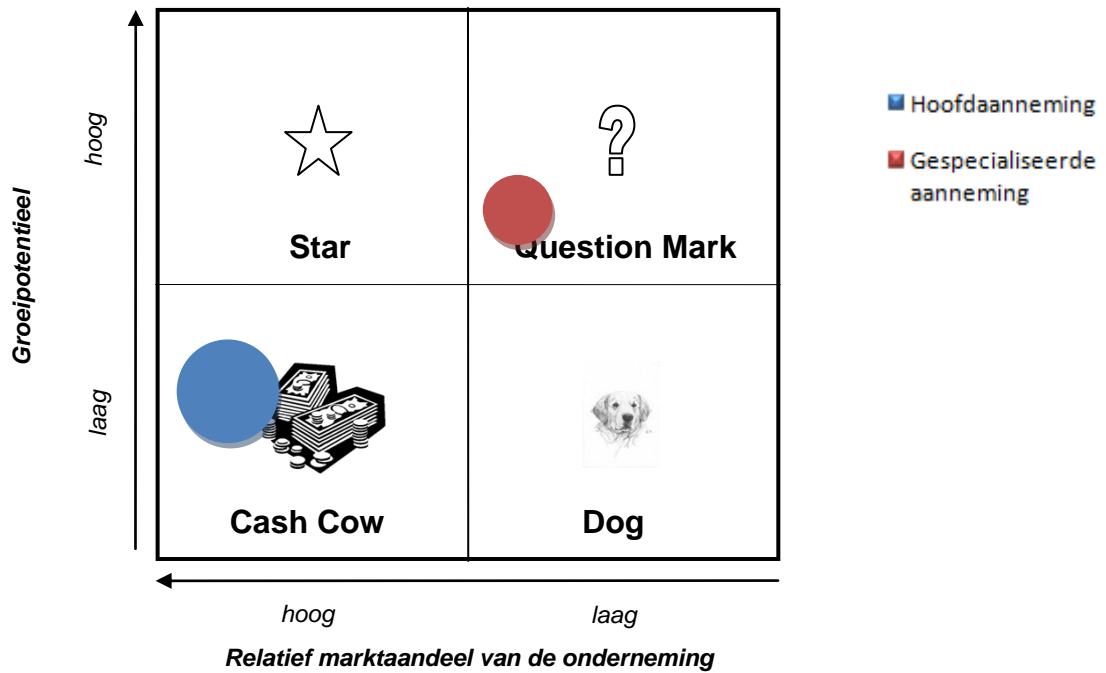 Groeipotentieel
hoog
laag
?
Star
Question Mark
Cash Cow
Dog
hoog
laag
Relatief marktaandeel van de onderneming
Hoofdaanneming
Gespecialiseerde
aanneming